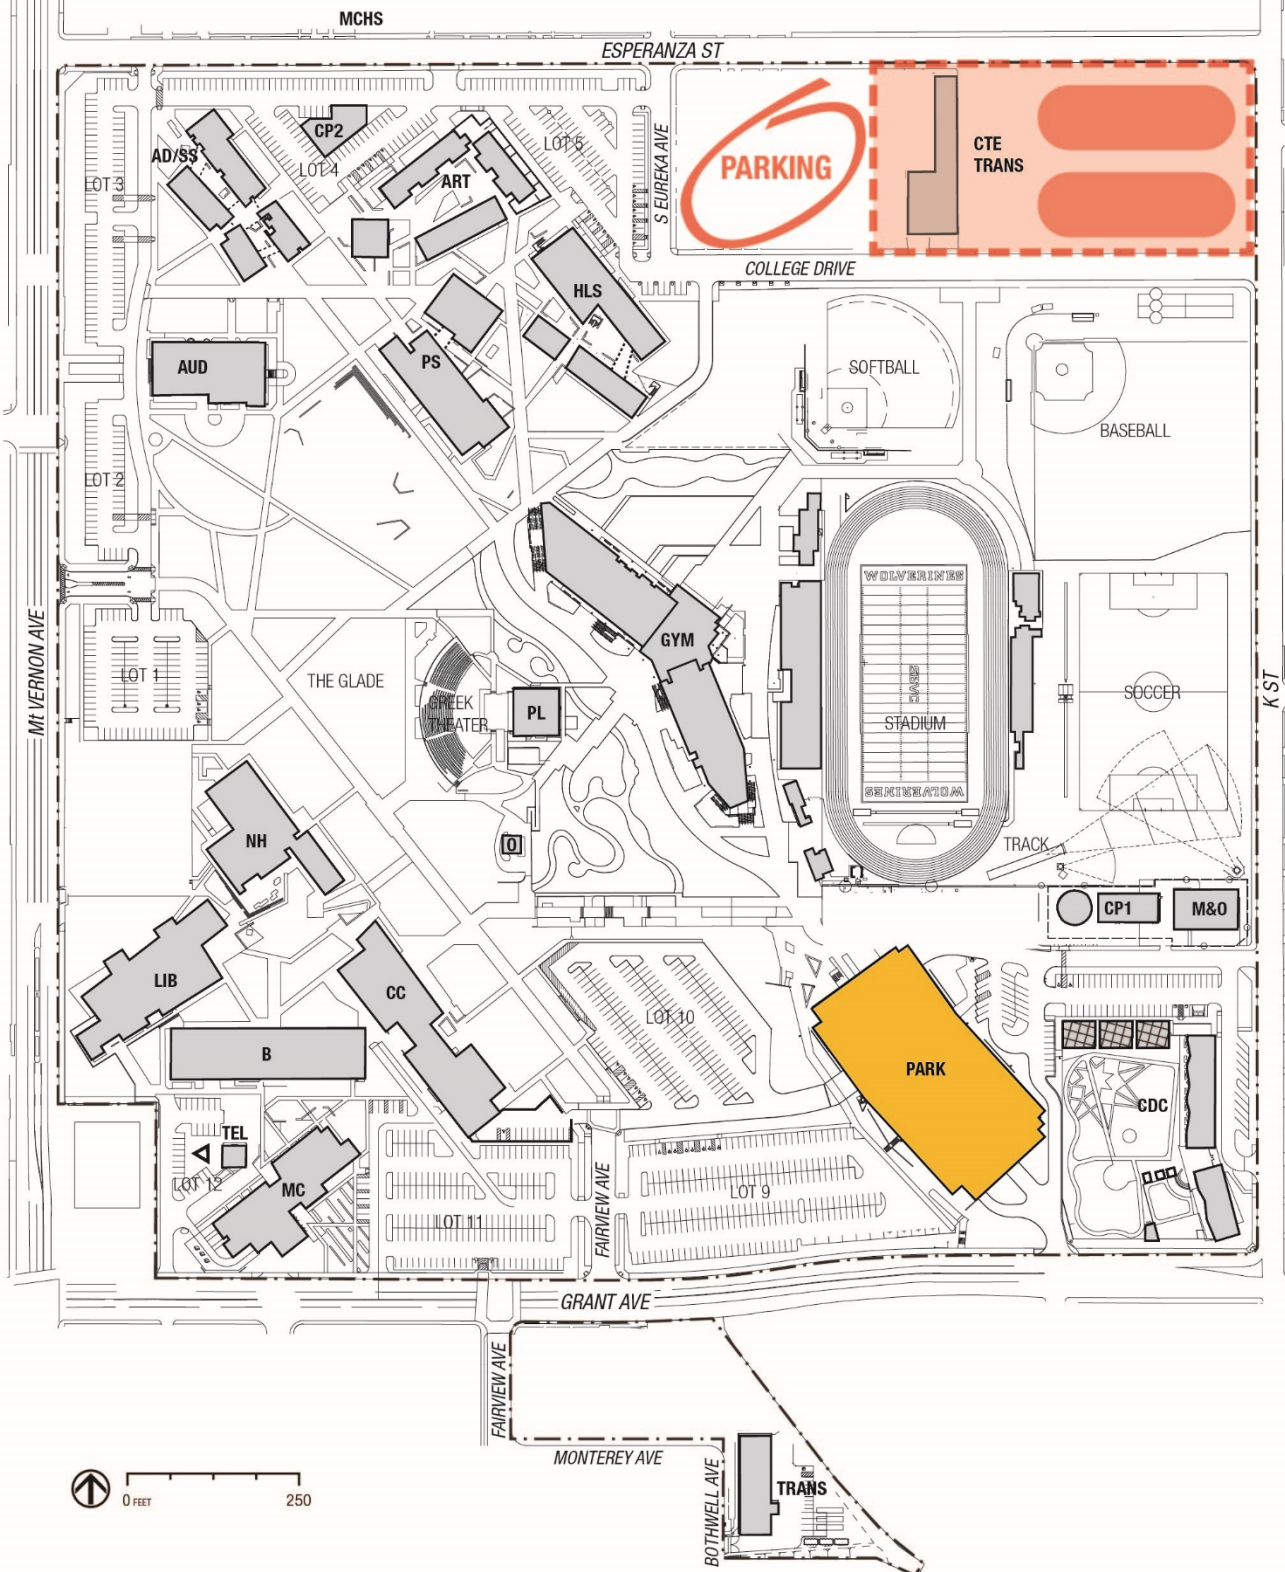 MCHS
ESPERANZA ST
CP2
AD/SS
LOT 3
LOT 4
ART
LOT 5
S EUREKA AVE
PARKING
CTE
TRANS
COLLEGE DRIVE
HLS
AUD
PS
SOFTBALL
BASEBALL
LOT 2
Mt VERNON AVE
WOLVERINES
GYM
LOT 1
THE GLADE
GREEK
THEATER
PL
SBVC
STADIUM
SOCCER
K ST
WOLVERINES
NH
O
TRACK
CP1
M&O
LIB
CC
LOT 10
B
PARK
CDC
TEL
LOT 12
MC
LOT 11
FAIRVIEW AVE
LOT 9
GRANT AVE
FAIRVIEW AVE
MONTEREY AVE
BOTHWELL AVE
TRANS
0 FEET
250